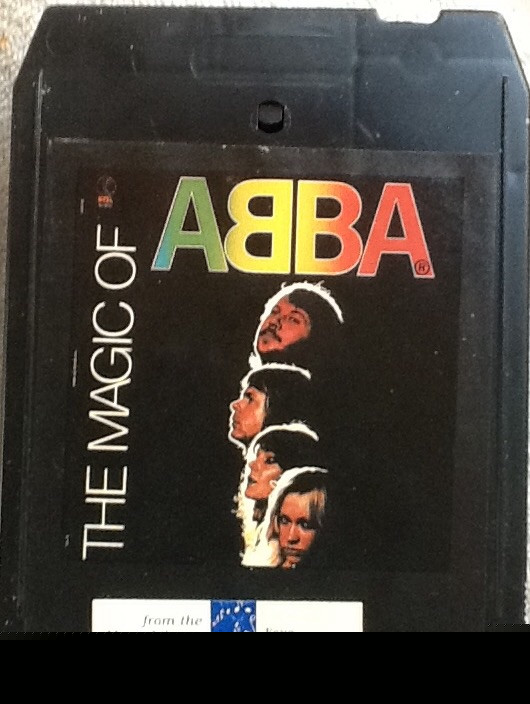 ABBA®
THE MAGIC OF
from the